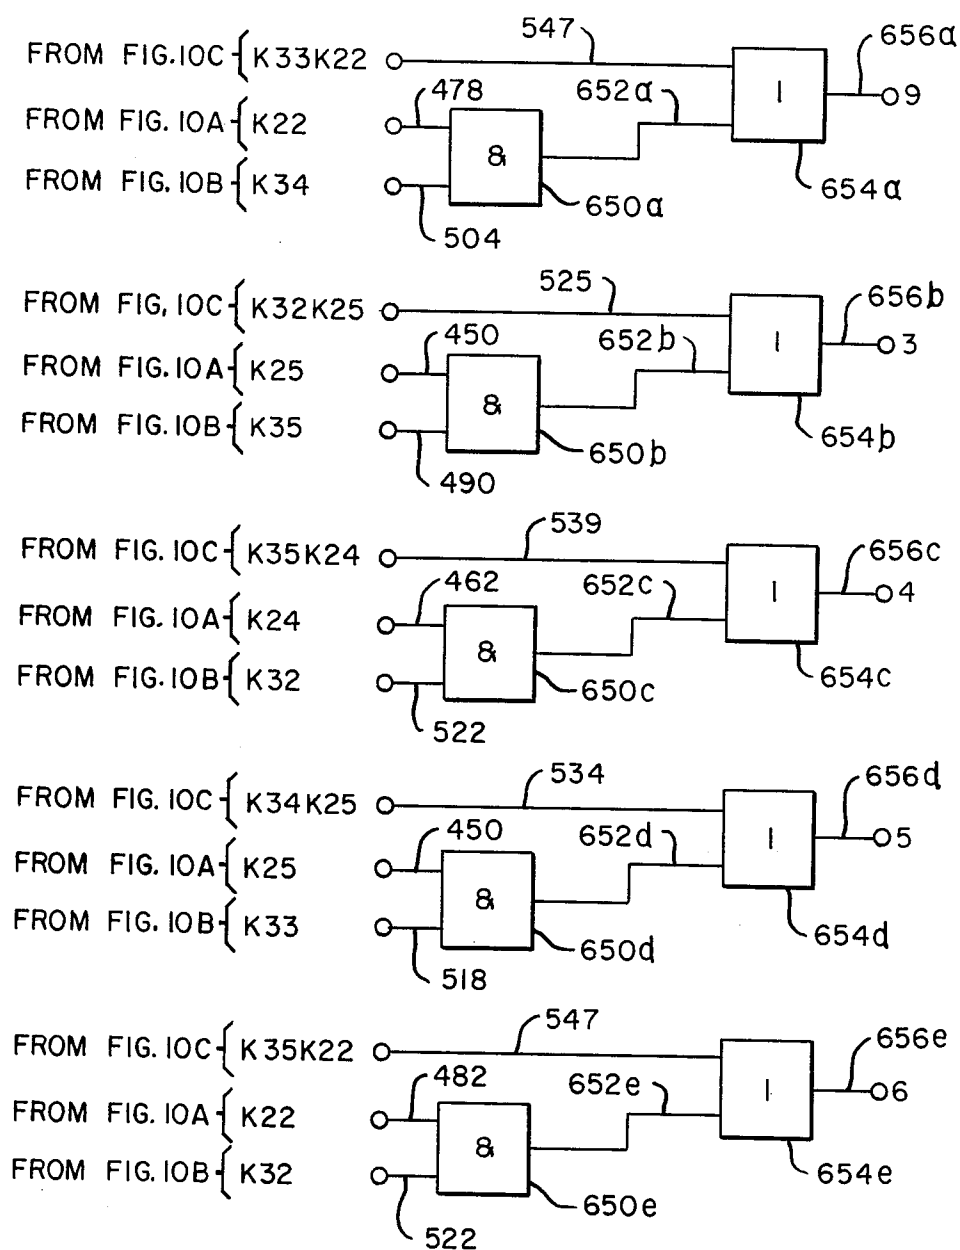 547
656a
FROM FIG.10C { K33K22
9
478
652a
FROM FIG.10A { K22
1
&
FROM FIG.10B { K34
650a
654a
504
525
656b
FROM FIG,10C { K32K25
450
652b
1
3
FROM FIG.10A { K25
&
FROM FIG.10B { K35
650b
654b
490
539
656c
FROM FIG.10C { K35K24
462
652c
1
4
FROM FIG.10A { K24
&
FROM FIG.10B { K32
650c
654c
522
534
656d
FROM FIG.10C { K34K25
450
652d
1
5
FROM FIG.10A { K25
&
FROM FIG.10B { K33
650d
654d
518
547
656e
FROM FIG.10C { K35K22
482
652e
1
6
FROM FIG.10A { K22
&
FROM FIG.10B { K32
650e
654e
522